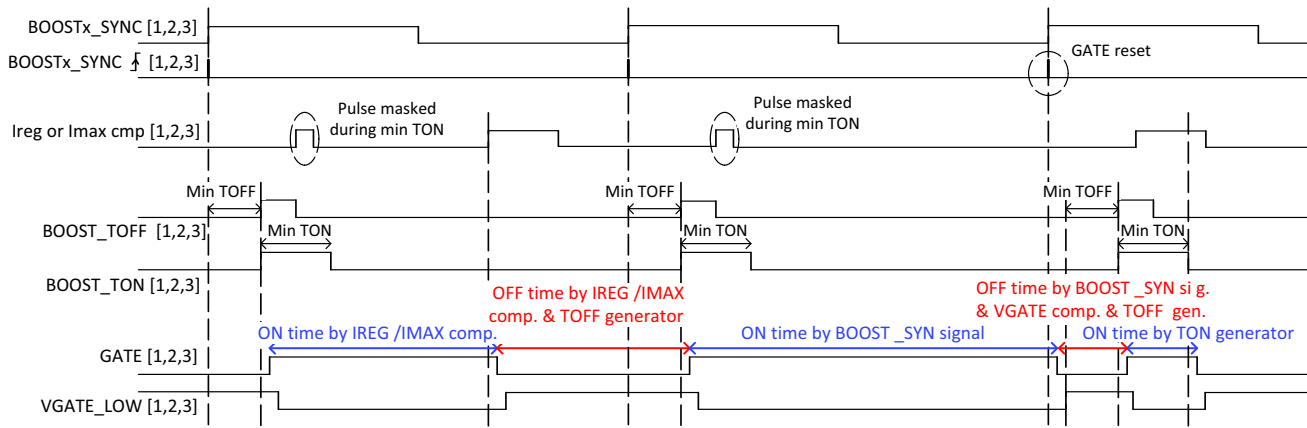 BOOSTx_SYNC [1,2,3]
BOOSTx_SYNC [1,2,3]
GATE reset
Ireg or Imax cmp [1,2,3]
Pulse masked
during min TON
Pulse masked
during min TON
Min TOFF
Min TOFF
Min TOFF
BOOST_TOFF [1,2,3]
Min TON
Min TON
Min TON
BOOST_TON [1,2,3]
OFF time by IREG /IMAX
comp. & TOFF generator
OFF time by BOOST _SYN si g.
& VGATE comp. & TOFF gen.
ON time by IREG /IMAX comp.
ON time by BOOST _SYN signal
ON time by TON generator
GATE [1,2,3]
VGATE_LOW [1,2,3]